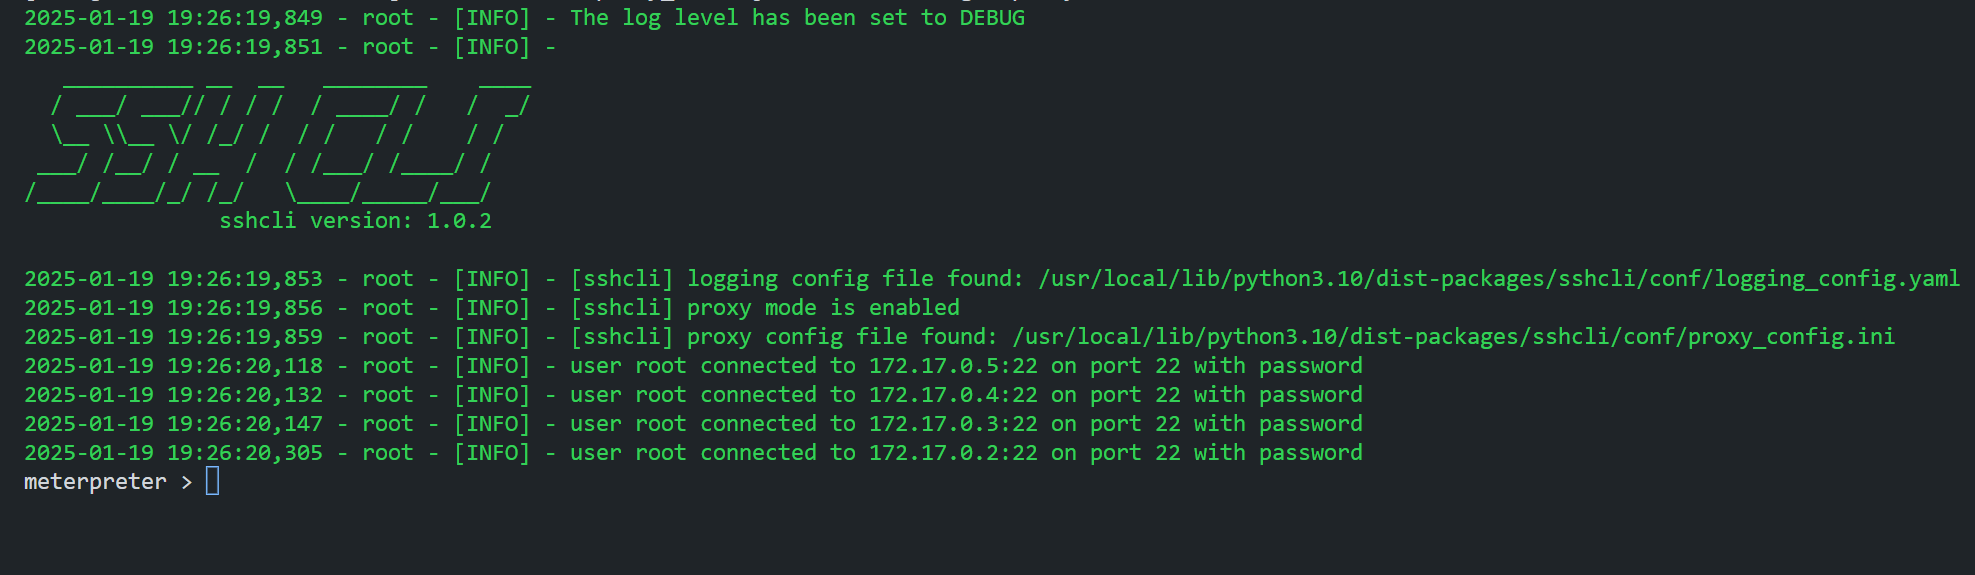 2025-01-19 19:26:19,849 - root - [INFO] - The log level has been set to DEBUG
2025-01-19 19:26:19,851 - root - [INFO] -
SSH CLI
sshcli version: 1.0.2
2025-01-19 19:26:19,853 - root - [INFO] - [sshcli] logging config file found: /usr/local/lib/python3.10/dist-packages/sshcli/conf/logging_config.yaml
2025-01-19 19:26:19,856 - root - [INFO] - [sshcli] proxy mode is enabled
2025-01-19 19:26:19,859 - root - [INFO] - [sshcli] proxy config file found: /usr/local/lib/python3.10/dist-packages/sshcli/conf/proxy_config.ini
2025-01-19 19:26:20,118 - root - [INFO] - user root connected to 172.17.0.5:22 on port 22 with password
2025-01-19 19:26:20,132 - root - [INFO] - user root connected to 172.17.0.4:22 on port 22 with password
2025-01-19 19:26:20,147 - root - [INFO] - user root connected to 172.17.0.3:22 on port 22 with password
2025-01-19 19:26:20,305 - root - [INFO] - user root connected to 172.17.0.2:22 on port 22 with password
meterpreter >